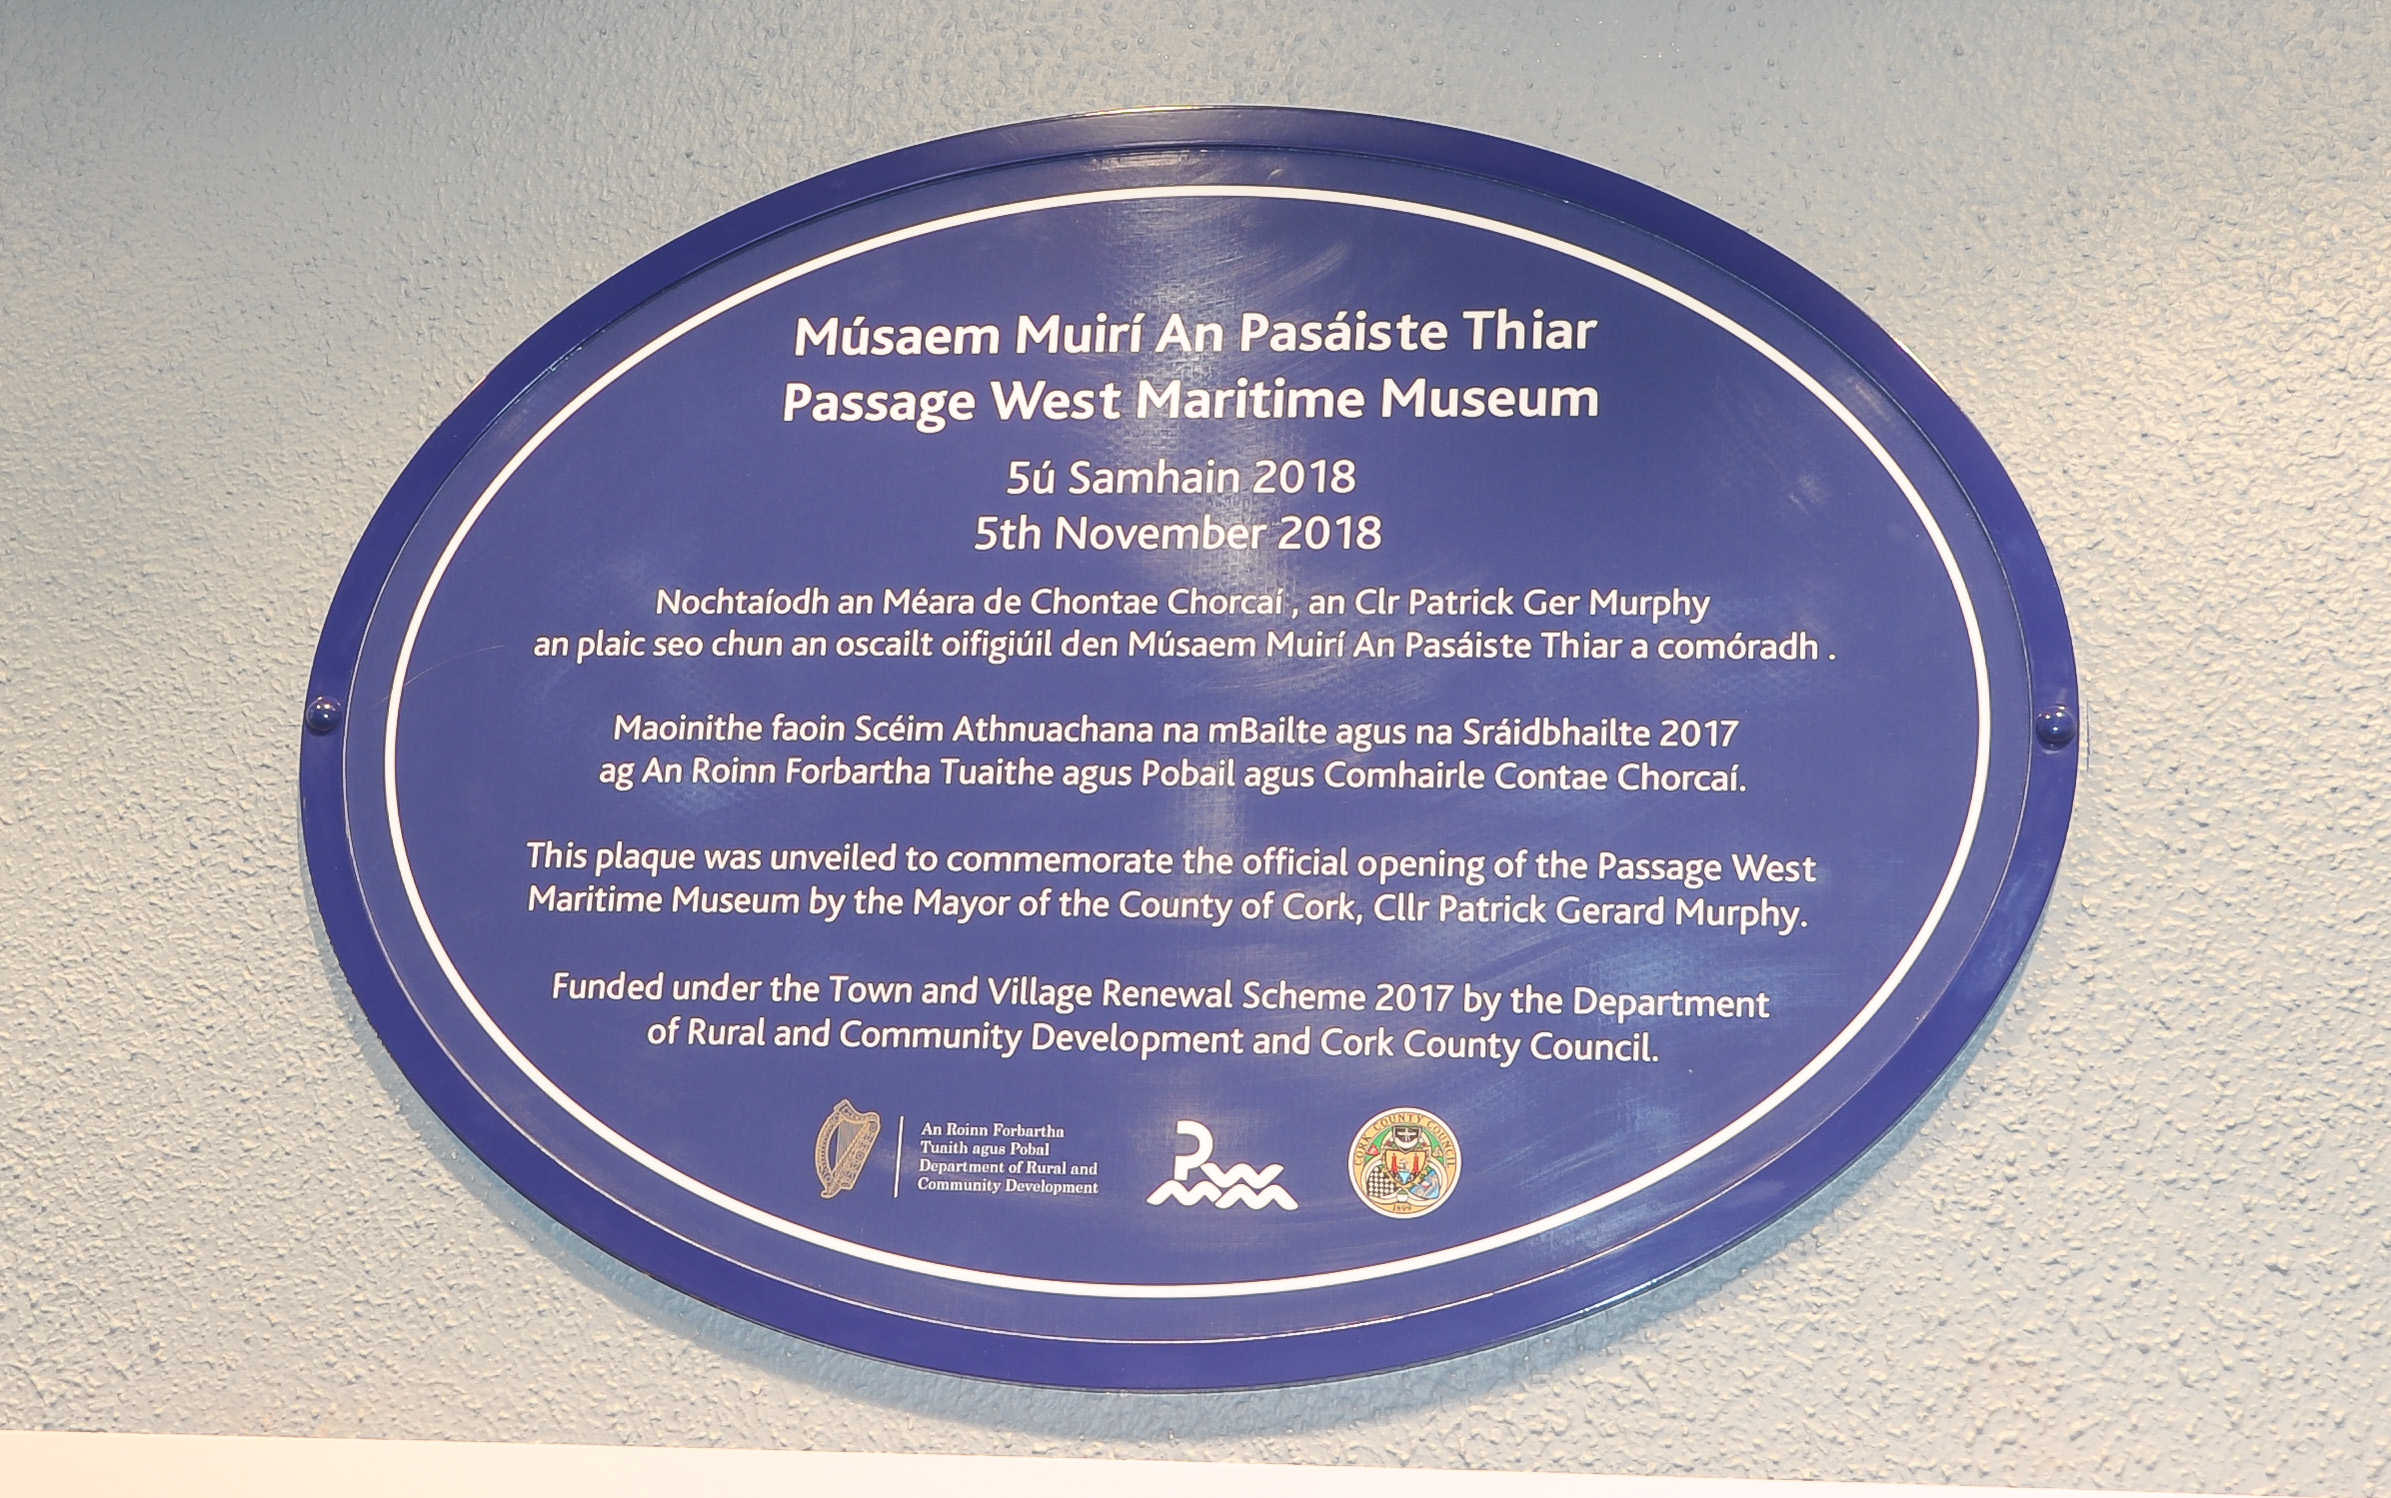 Músaem Muirí An Pasáiste Thiar
Passage West Maritime Museum
5ú Samhain 2018
5th November 2018
Nochtaíodh an Méara de Chontae Chorcaí , an Clr Patrick Ger Murphy
an plaic seo chun an oscailt oifigiúil den Músaem Muirí An Pasáiste Thiar a comóradh .
Maoinithe faoin Scéim Athnuachana na mBailte agus na Sráidbhailte 2017
ag An Roinn Forbartha Tuaithe agus Pobail agus Comhairle Contae Chorcaí.
This plaque was unveiled to commemorate the official opening of the Passage West
Maritime Museum by the Mayor of the County of Cork, Cllr Patrick Gerard Murphy.
Funded under the Town and Village Renewal Scheme 2017 by the Department
of Rural and Community Development and Cork County Council.
An Roinn Forbartha
Tuaith agus Pobal
Department of Rural and
Community Development
PW
MM
CORK COUNTY COUNCIL
1899